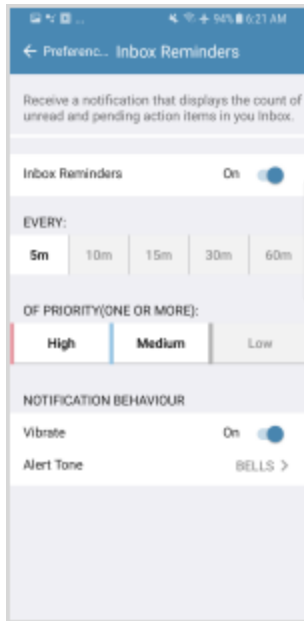 94% 6:21 AM
← Preferenc... Inbox Reminders
Receive a notification that displays the count of
unread and pending action items in you Inbox.
Inbox Reminders On
EVERY:
5m 10m 15m 30m 60m
OF PRIORITY(ONE OR MORE):
High Medium Low
NOTIFICATION BEHAVIOUR
Vibrate On
Alert Tone BELLS >